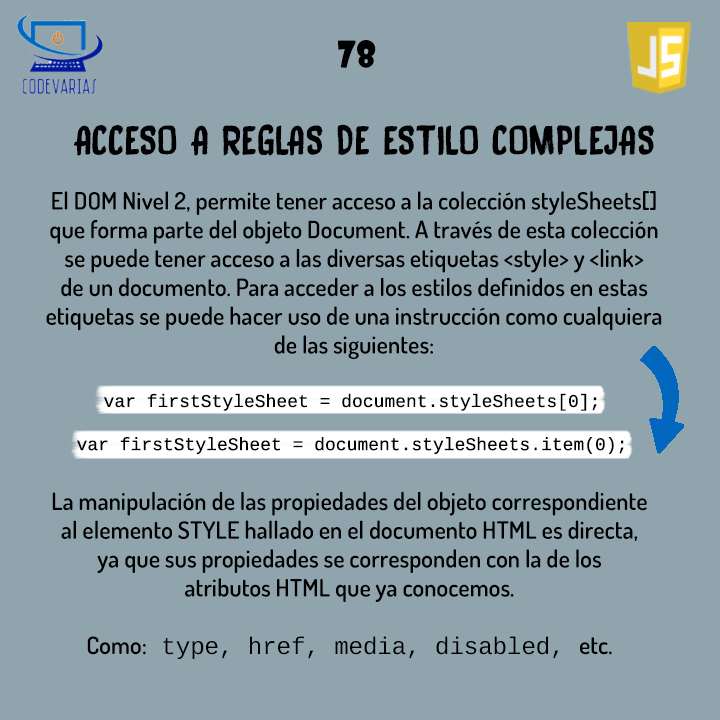 CODEVARIAS
78
JS
ACCESO A REGLAS DE ESTILO COMPLEJAS
El DOM Nivel 2, permite tener acceso a la colección styleSheets[]
que forma parte del objeto Document. A través de esta colección
se puede tener acceso a las diversas etiquetas <style> y <link>
de un documento. Para acceder a los estilos definidos en estas
etiquetas se puede hacer uso de una instrucción como cualquiera
de las siguientes:
var firstStyleSheet = document.styleSheets[0];
var firstStyleSheet = document.styleSheets.item(0);
La manipulación de las propiedades del objeto correspondiente
al elemento STYLE hallado en el documento HTML es directa,
ya que sus propiedades se corresponden con la de los
atributos HTML que ya conocemos.
Como: type, href, media, disabled, etc.